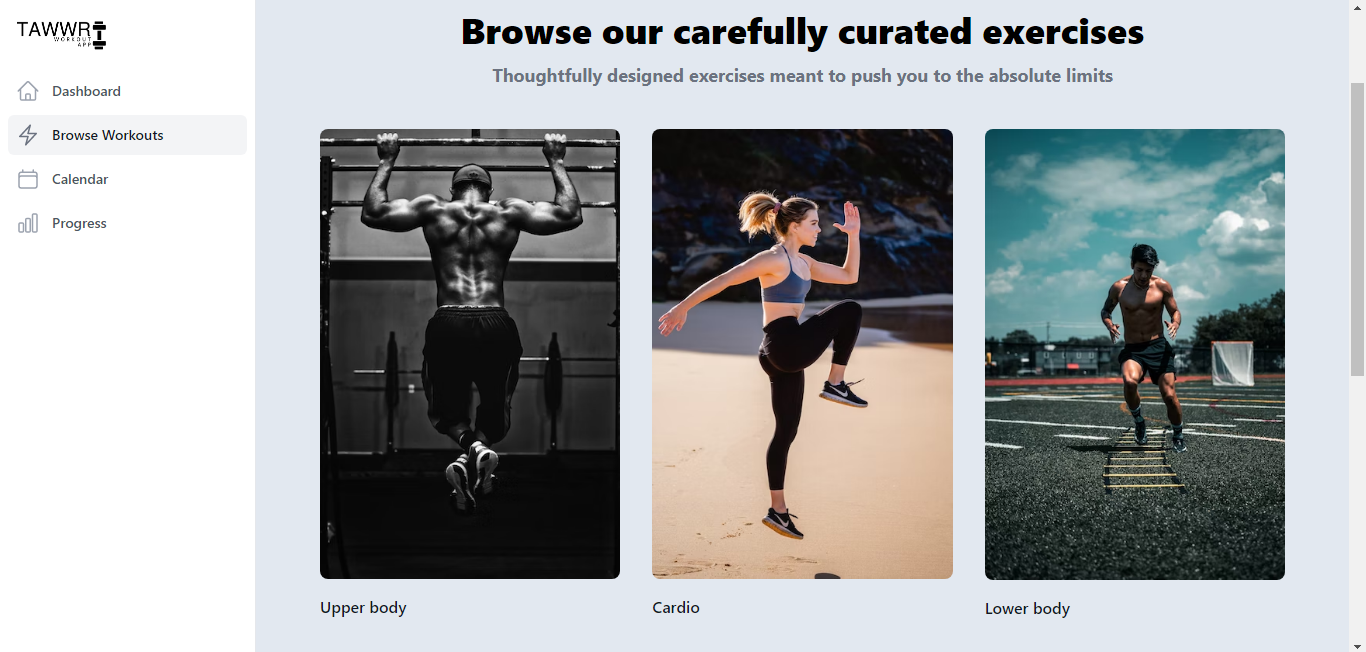 TAWWR
WORKOUT
APP
Dashboard
Browse Workouts
Calendar
Progress
Browse our carefully curated exercises
Thoughtfully designed exercises meant to push you to the absolute limits
Upper body
Cardio
Lower body